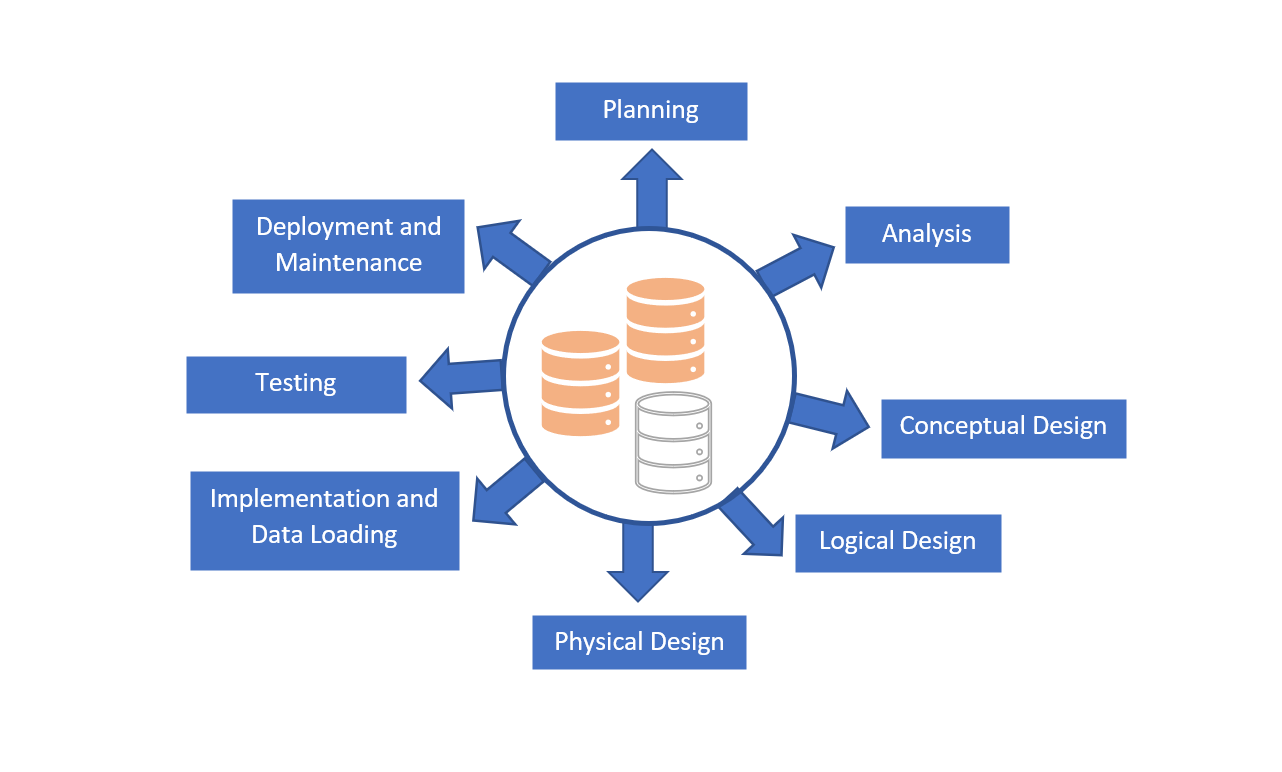 Planning
Analysis
Conceptual Design
Logical Design
Physical Design
Implementation and
Data Loading
Testing
Deployment and
Maintenance